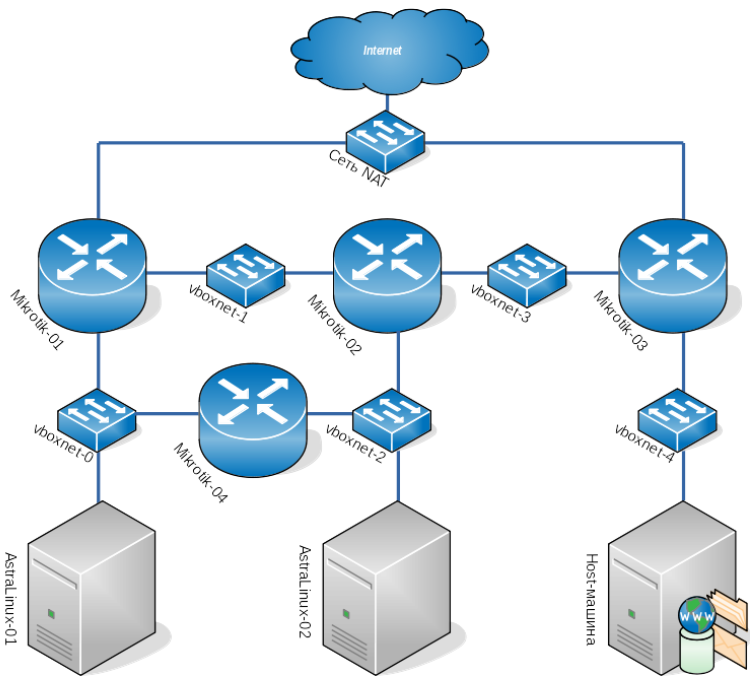 Internet
Сеть NAT
Mikrotik-01
vboxnet-1
Mikrotik-02
vboxnet-3
Mikrotik-03
vboxnet-0
Mikrotik-04
vboxnet-2
vboxnet-4
AstraLinux-01
AstraLinux-02
Host-машина
WWW